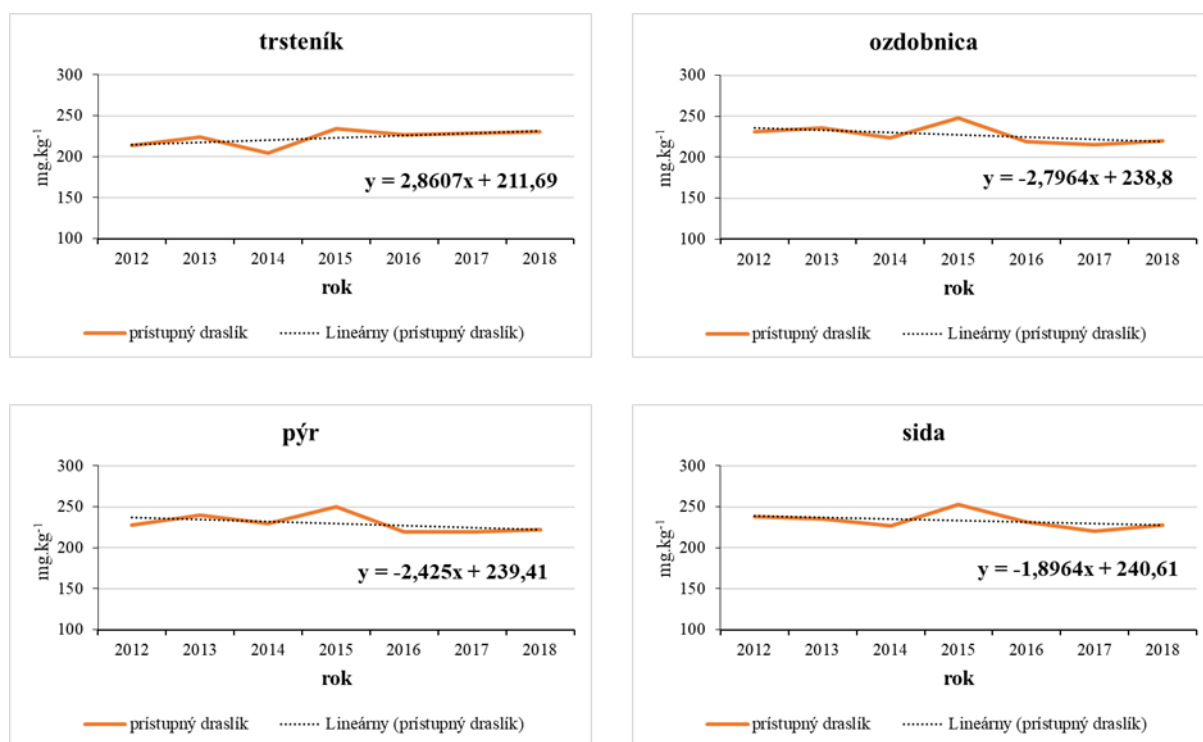 trsteník
300
250
200
150
100
mg.kg-1
y = 2,8607x + 211,69
2012 2013 2014 2015 2016 2017 2018
rok
prístupný draslík Lineárny (prístupný draslík)
ozdobnica
300
250
200
150
100
mg.kg-1
y = -2,7964x + 238,8
2012 2013 2014 2015 2016 2017 2018
rok
prístupný draslík Lineárny (prístupný draslík)
pýr
300
250
200
150
100
mg.kg-1
y = -2,425x + 239,41
2012 2013 2014 2015 2016 2017 2018
rok
prístupný draslík Lineárny (prístupný draslík)
sida
300
250
200
150
100
mg.kg-1
y = -1,8964x + 240,61
2012 2013 2014 2015 2016 2017 2018
rok
prístupný draslík Lineárny (prístupný draslík)